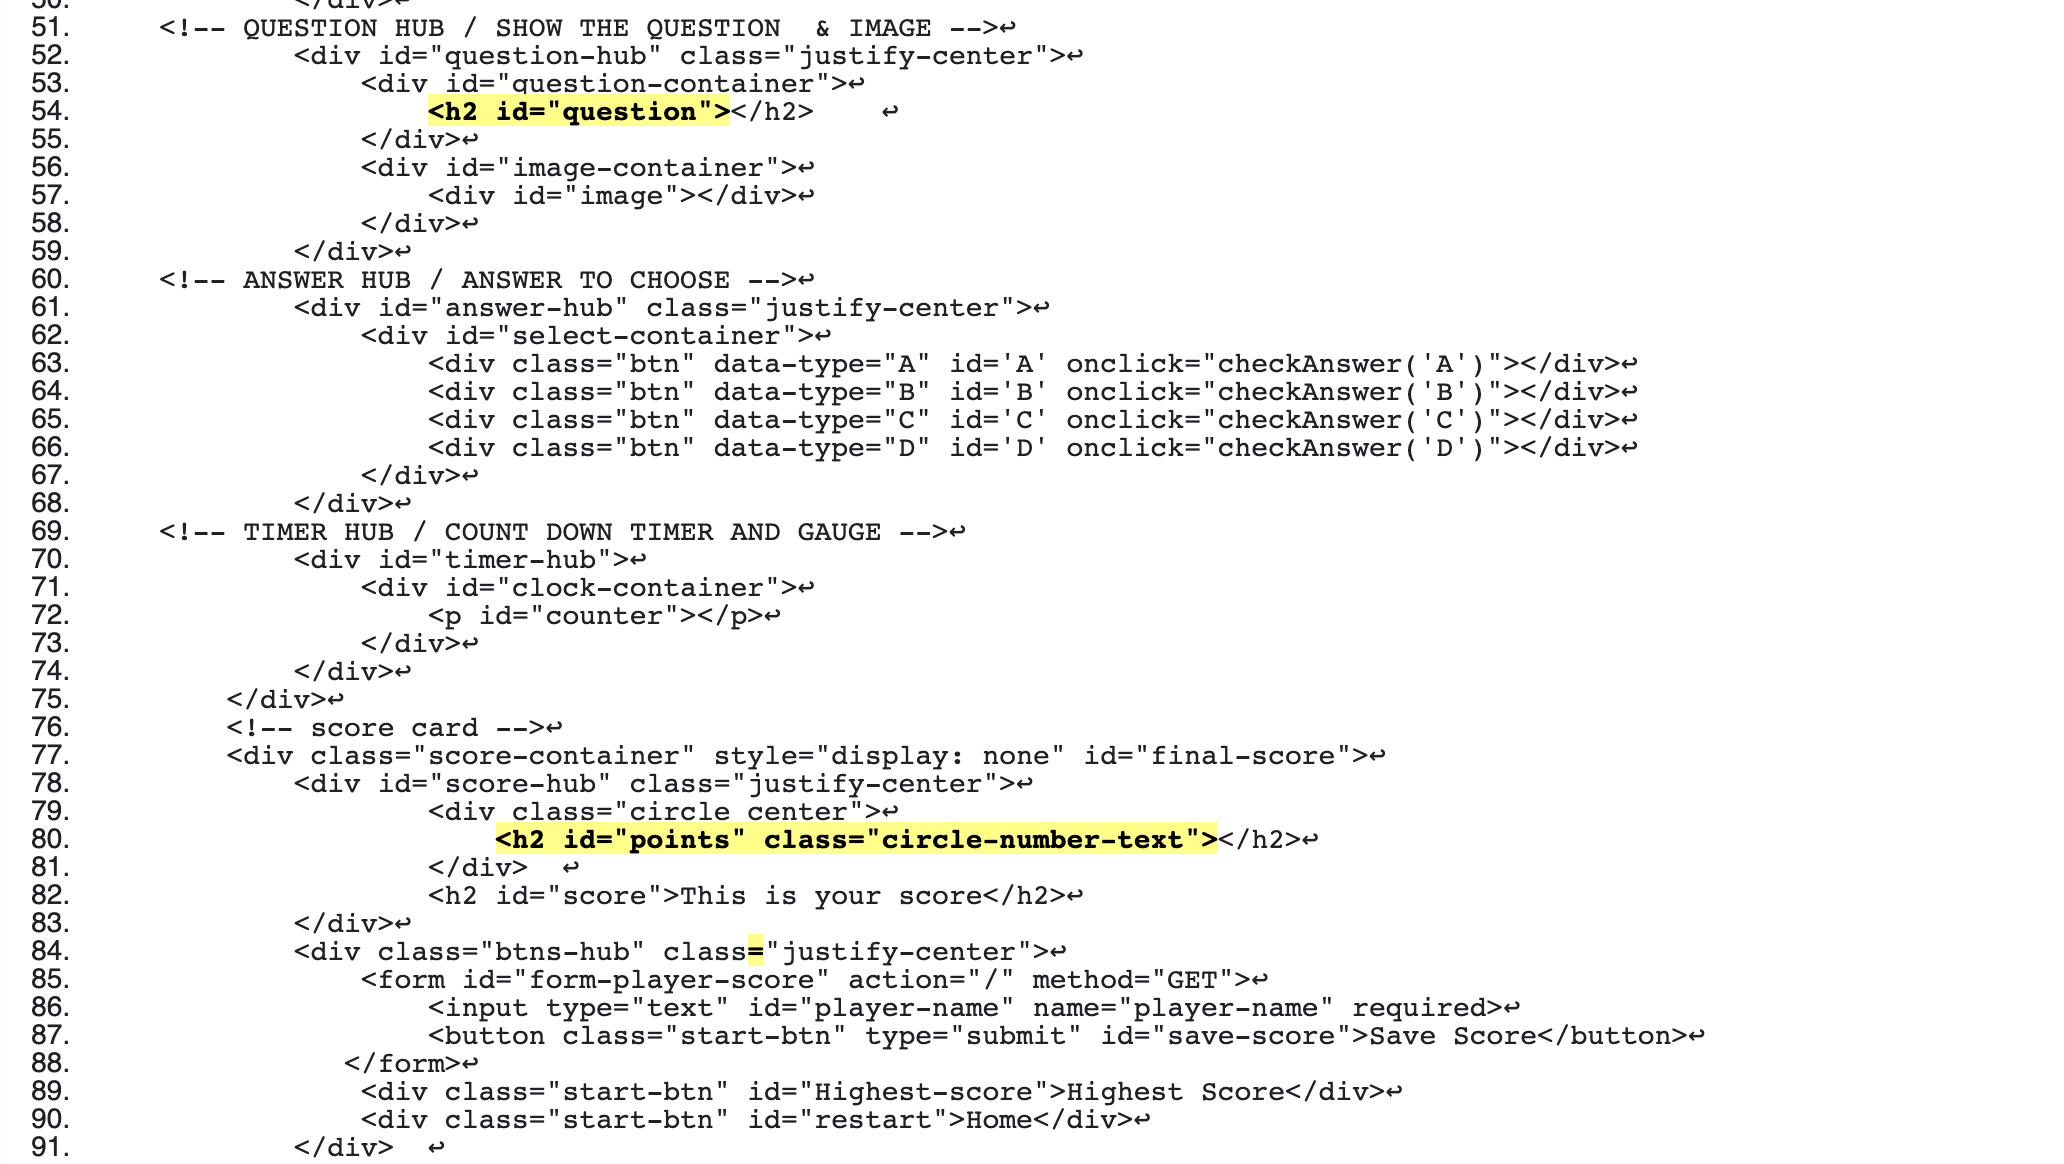 50. </div>↩
51. <!-- QUESTION HUB / SHOW THE QUESTION  & IMAGE -->↩
52. <div id="question-hub" class="justify-center">↩
53. <div id="question-container">↩
54. <h2 id="question"></h2>    ↩
55. </div>↩
56. <div id="image-container">↩
57. <div id="image"></div>↩
58. </div>↩
59. </div>↩
60. <!-- ANSWER HUB / ANSWER TO CHOOSE -->↩
61. <div id="answer-hub" class="justify-center">↩
62. <div id="select-container">↩
63. <div class="btn" data-type="A" id='A' onclick="checkAnswer('A')"></div>↩
64. <div class="btn" data-type="B" id='B' onclick="checkAnswer('B')"></div>↩
65. <div class="btn" data-type="C" id='C' onclick="checkAnswer('C')"></div>↩
66. <div class="btn" data-type="D" id='D' onclick="checkAnswer('D')"></div>↩
67. </div>↩
68. </div>↩
69. <!-- TIMER HUB / COUNT DOWN TIMER AND GAUGE -->↩
70. <div id="timer-hub">↩
71. <div id="clock-container">↩
72. <p id="counter"></p>↩
73. </div>↩
74. </div>↩
75. </div>↩
76. <!-- score card -->↩
77. <div class="score-container" style="display: none" id="final-score">↩
78. <div id="score-hub" class="justify-center">↩
79. <div class="circle center">↩
80. <h2 id="points" class="circle-number-text"></h2>↩
81. </div>  ↩
82. <h2 id="score">This is your score</h2>↩
83. </div>↩
84. <div class="btns-hub" class="justify-center">↩
85. <form id="form-player-score" action="/" method="GET">↩
86. <input type="text" id="player-name" name="player-name" required>↩
87. <button class="start-btn" type="submit" id="save-score">Save Score</button>↩
88. </form>↩
89. <div class="start-btn" id="Highest-score">Highest Score</div>↩
90. <div class="start-btn" id="restart">Home</div>↩
91. </div>  ↩